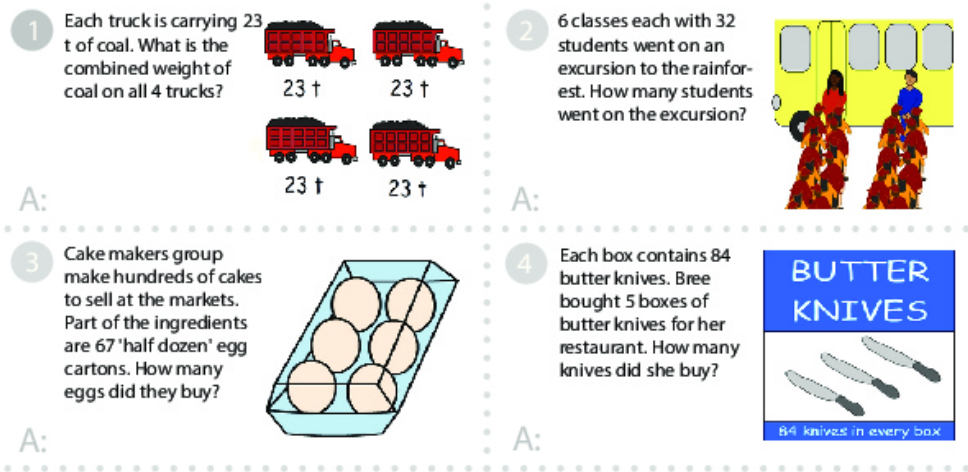 1
Each truck is carrying 23
t of coal. What is the
combined weight of
coal on all 4 trucks?
23 t
23 t
23 t
23 t
A:
2
6 classes each with 32
students went on an
excursion to the rainfor-
est. How many students
went on the excursion?
A:
3
Cake makers group
make hundreds of cakes
to sell at the markets.
Part of the ingredients
are 67 'half dozen' egg
cartons. How many
eggs did they buy?
A:
4
Each box contains 84
butter knives. Bree
bought 5 boxes of
butter knives for her
restaurant. How many
knives did she buy?
BUTTER
KNIVES
84 knives in every box
A: